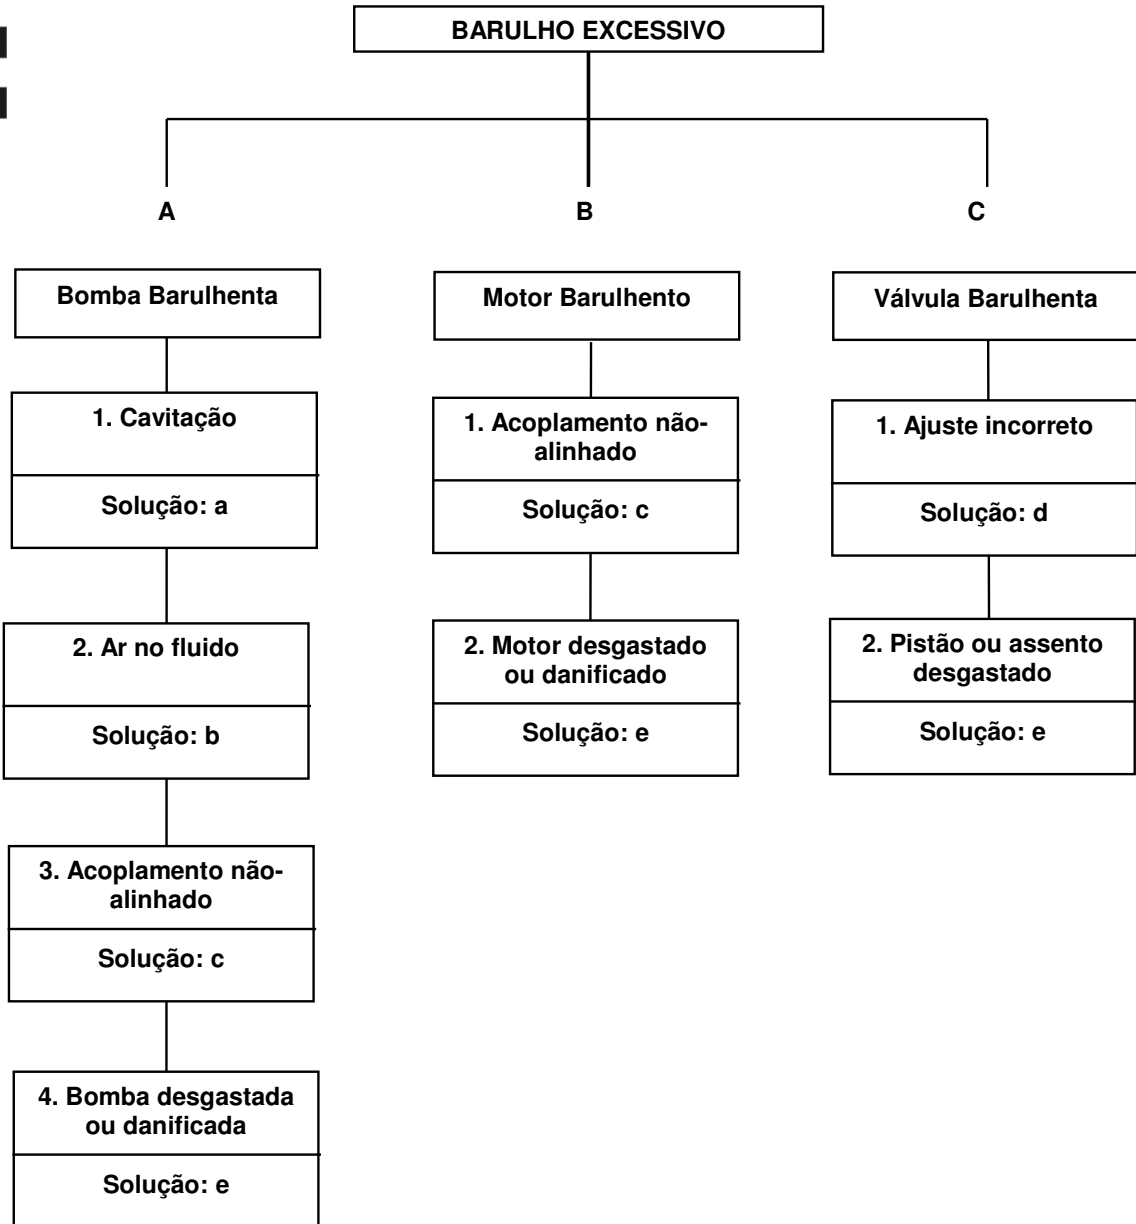 BARULHO EXCESSIVO
A
B
C
Bomba Barulhenta
1. Cavitação
Solução: a
2. Ar no fluido
Solução: b
3. Acoplamento não-
alinhado
Solução: c
4. Bomba desgastada
ou danificada
Solução: e
Motor Barulhento
1. Acoplamento não-
alinhado
Solução: c
2. Motor desgastado
ou danificado
Solução: e
Válvula Barulhenta
1. Ajuste incorreto
Solução: d
2. Pistão ou assento
desgastado
Solução: e